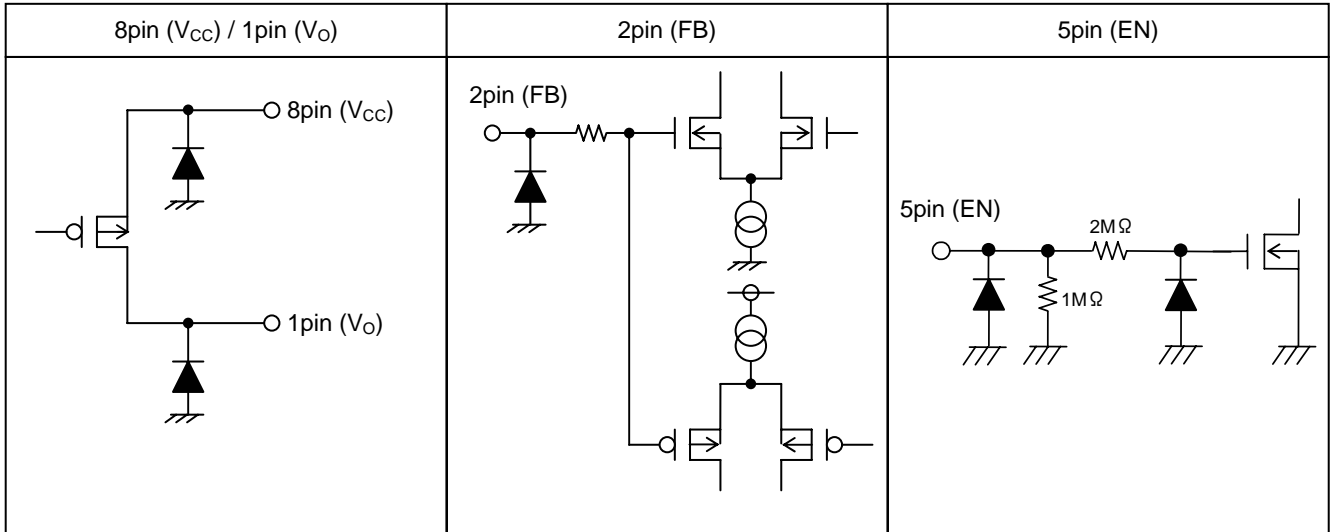 8pin (VCC) / 1pin (VO)
2pin (FB)
5pin (EN)
8pin (VCC)
1pin (VO)
2pin (FB)
5pin (EN)
2MΩ
1MΩ